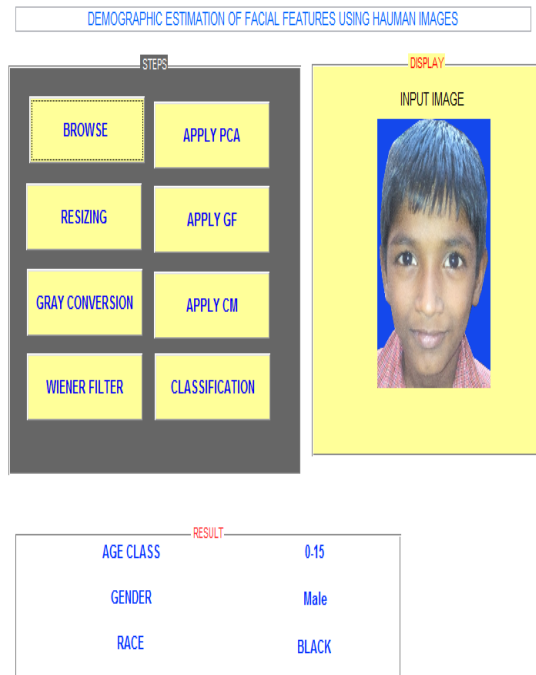 DEMOGRAPHIC ESTIMATION OF FACIAL FEATURES USING HAUMAN IMAGES
STEPS
BROWSE
APPLY PCA
RESIZING
APPLY GF
GRAY CONVERSION
APPLY CM
WIENER FILTER
CLASSIFICATION
DISPLAY
INPUT IMAGE
RESULT
AGE CLASS 0-15
GENDER Male
RACE BLACK